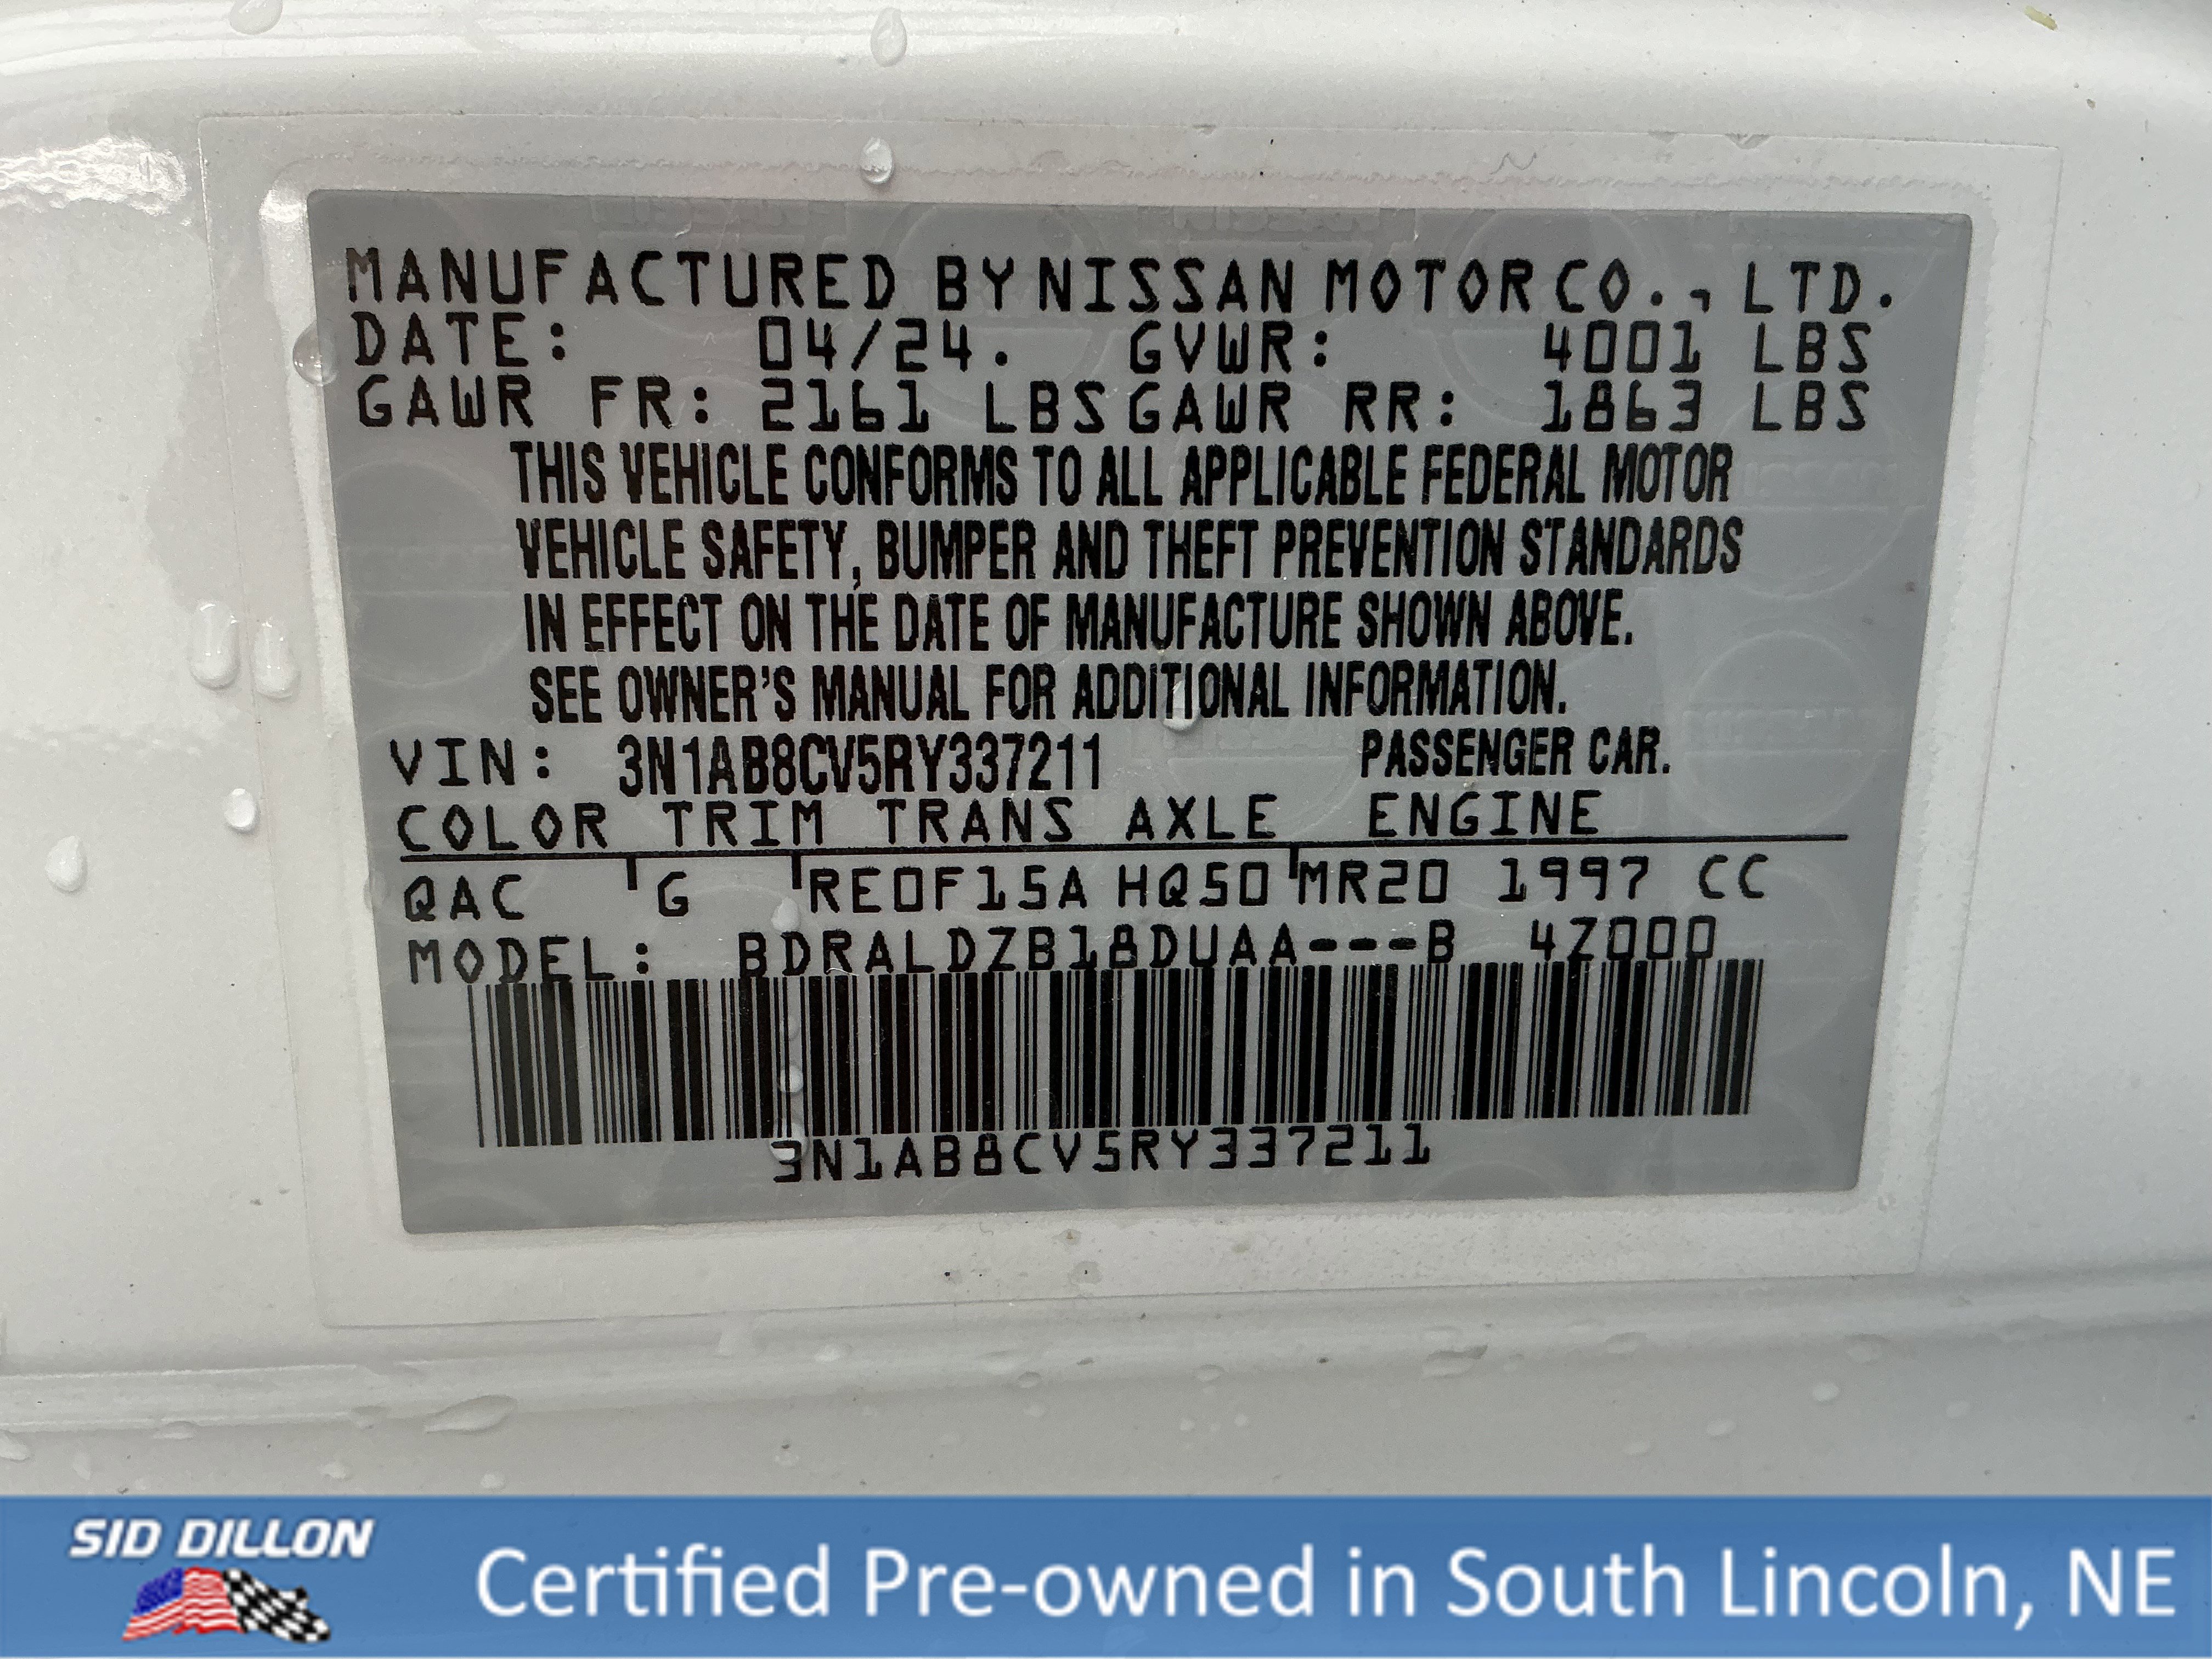 MANUFACTURED BY NISSAN MOTOR CO., LTD.
DATE: 04/24. GVWR: 4001 LBS
GAWR FR: 2161 LBS GAWR RR: 1863 LBS
THIS VEHICLE CONFORMS TO ALL APPLICABLE FEDERAL MOTOR
VEHICLE SAFETY, BUMPER AND THEFT PREVENTION STANDARDS
IN EFFECT ON THE DATE OF MANUFACTURE SHOWN ABOVE.
SEE OWNER'S MANUAL FOR ADDITIONAL INFORMATION.
VIN: 3N1AB8CV5RY337211 PASSENGER CAR.
COLOR TRIM TRANS AXLE ENGINE
QAC G RE0F15A HQ50 MR20 1997 CC
MODEL: BDRALDZB18DUAA---B 4Z000
3N1AB8CV5RY337211
SID DILLON
Certified Pre-owned in South Lincoln, NE